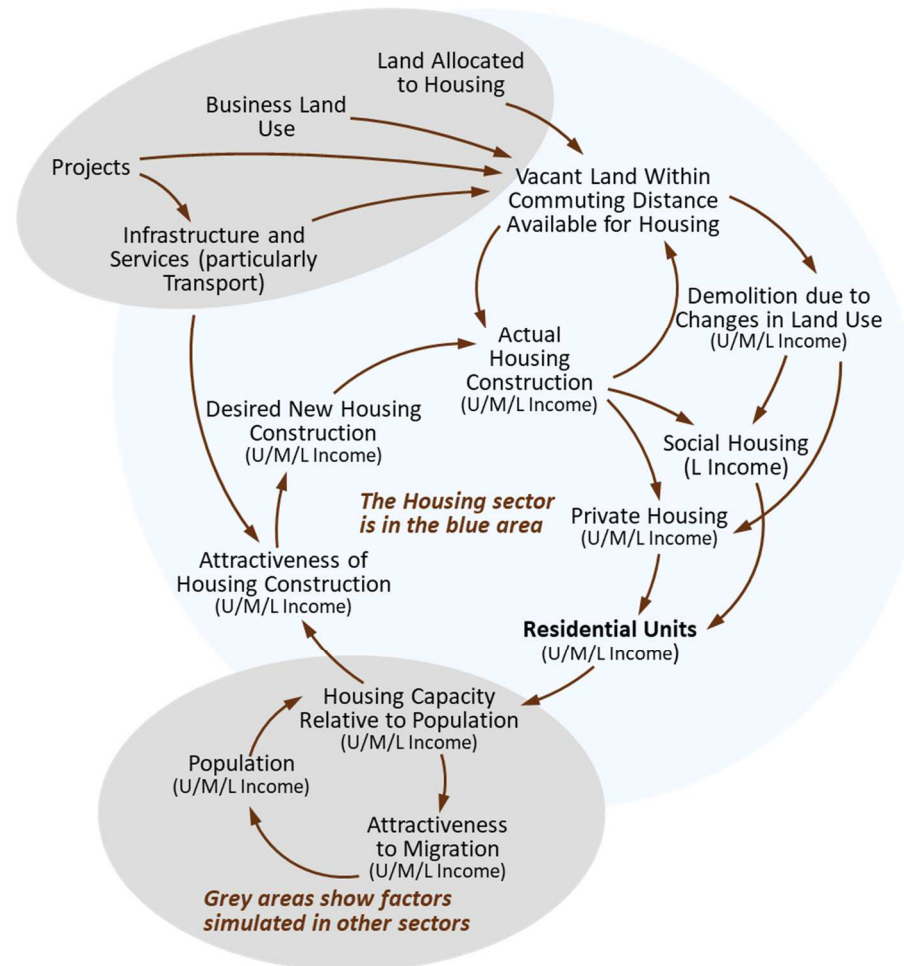 Land Allocated
to Housing
Business Land
Use
Projects
Infrastructure and
Services (particularly
Transport)
Vacant Land Within
Commuting Distance
Available for Housing
Demolition due to
Changes in Land Use
(U/M/L Income)
Actual
Housing
Construction
(U/M/L Income)
Desired New Housing
Construction
(U/M/L Income)
Social Housing
(L Income)
The Housing sector
is in the blue area
Private Housing
(U/M/L Income)
Attractiveness of
Housing Construction
(U/M/L Income)
Residential Units
(U/M/L Income)
Housing Capacity
Relative to Population
(U/M/L Income)
Population
(U/M/L Income)
Attractiveness
to Migration
(U/M/L Income)
Grey areas show factors
simulated in other sectors